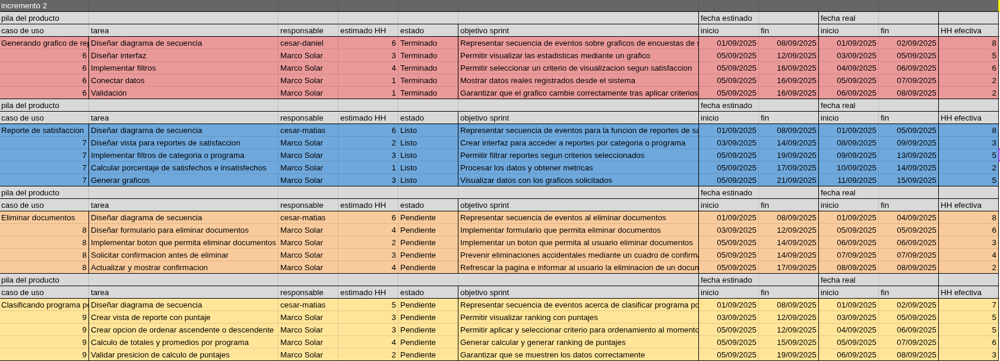 incremento 2
pila del producto fecha estinado fecha real
caso de uso tarea responsable estimado HH estado objetivo sprint inicio fin inicio fin HH efectiva
Generando grafico de rep Diseñar diagrama de secuencia cesar-daniel 6 Terminado Representar secuencia de eventos sobre graficos de encuestas de s 01/09/2025 08/09/2025 01/09/2025 02/09/2025 8
6 Diseñar interfaz Marco Solar 3 Terminado Permitir visualizar las estadisticas mediante un grafico 05/09/2025 12/09/2025 03/09/2025 05/09/2025 5
6 Implementar filtros Marco Solar 4 Terminado Permitir seleccionar un criterio de visualizacion segun satisfaccion 05/09/2025 16/09/2025 04/09/2025 06/09/2025 6
6 Conectar datos Marco Solar 1 Terminado Mostrar datos reales registrados desde el sistema 05/09/2025 16/09/2025 05/09/2025 07/09/2025 2
6 Validación Marco Solar 1 Terminado Garantizar que el grafico cambie correctamente tras aplicar criterios 05/09/2025 16/09/2025 06/09/2025 08/09/2025 2
pila del producto fecha estinado fecha real
caso de uso tarea responsable estimado HH estado objetivo sprint inicio fin inicio fin HH efectiva
Reporte de satisfaccion Diseñar diagrama de secuencia cesar-matias 6 Listo Representar secuencia de eventos para la funcion de reportes de sa 01/09/2025 08/09/2025 01/09/2025 05/09/2025 8
7 Diseñar vista para reportes de satisfaccion Marco Solar 2 Listo Crear interfaz para acceder a reportes por categoria o programa 03/09/2025 14/09/2025 08/09/2025 09/09/2025 3
7 Implementar filtros de categoria o programa Marco Solar 3 Listo Permitir filtrar reportes segun criterios seleccionados 05/09/2025 19/09/2025 09/09/2025 13/09/2025 5
7 Calcular porcentaje de satisfechos e insatisfechos Marco Solar 1 Listo Procesar los datos y obtener metricas 05/09/2025 17/09/2025 10/09/2025 14/09/2025 2
7 Generar graficos Marco Solar 3 Listo Visualizar datos con los graficos solicitados 05/09/2025 21/09/2025 11/09/2025 15/09/2025 5
pila del producto fecha estinado fecha real
caso de uso tarea responsable estimado HH estado objetivo sprint inicio fin inicio fin HH efectiva
Eliminar documentos Diseñar diagrama de secuencia cesar-matias 6 Pendiente Representar secuencia de eventos al eliminar documentos 01/09/2025 08/09/2025 01/09/2025 04/09/2025 8
8 Diseñar formulario para eliminar documentos Marco Solar 4 Pendiente Implementar formulario que permita eliminar documentos 03/09/2025 12/09/2025 05/09/2025 05/09/2025 6
8 Implementar boton que permita eliminar documentos Marco Solar 2 Pendiente Implementar un boton que permita al usuario eliminar documentos 05/09/2025 14/09/2025 06/09/2025 06/09/2025 3
8 Solicitar confirmacion antes de eliminar Marco Solar 3 Pendiente Prevenir eliminaciones accidentales mediante un cuadro de confirma 05/09/2025 14/09/2025 07/09/2025 07/09/2025 4
8 Actualizar y mostrar confirmacion Marco Solar 4 Pendiente Refrescar la pagina e informar al usuario la eliminacion de un docum 05/09/2025 17/09/2025 08/09/2025 08/09/2025 2
pila del producto fecha estinado fecha real
caso de uso tarea responsable estimado HH estado objetivo sprint inicio fin inicio fin HH efectiva
Clasificando programa po Diseñar diagrama de secuencia cesar-matias 5 Pendiente Representar secuencia de eventos acerca de clasificar programa po 01/09/2025 08/09/2025 01/09/2025 02/09/2025 7
9 Crear vista de reporte con puntaje Marco Solar 3 Pendiente Permitir visualizar ranking con puntajes 03/09/2025 12/09/2025 03/09/2025 05/09/2025 5
9 Crear opcion de ordenar ascendente o descendente Marco Solar 3 Pendiente Permitir aplicar y seleccionar criterio para ordenamiento al momento 05/09/2025 12/09/2025 04/09/2025 06/09/2025 5
9 Calculo de totales y promedios por programa Marco Solar 4 Pendiente Generar calcular y generar ranking de puntajes 05/09/2025 15/09/2025 05/09/2025 07/09/2025 6
9 Validar presicion de calculo de puntajes Marco Solar 2 Pendiente Garantizar que se muestren los datos correctamente 05/09/2025 19/09/2025 06/09/2025 08/09/2025 3